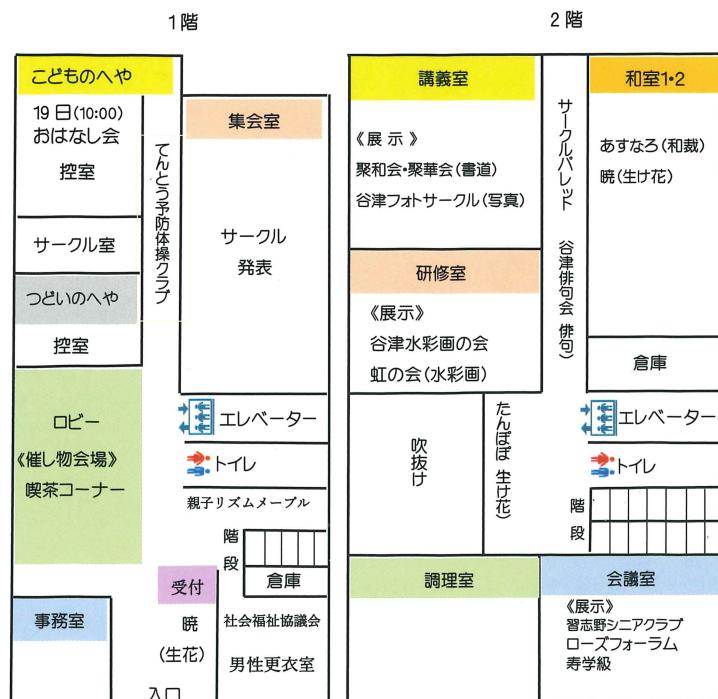 1階
こどものへや
19日(10:00)
おはなし会
控室
サークル室
つどいのへや
控室
ロビー
《催し物会場》
喫茶コーナー
事務室
てんとう予防体操クラブ
集会室
サークル
発表
エレベーター
トイレ
親子リズムメープル
階
段
倉庫
受付
暁
(生花)
入口
社会福祉協議会
男性更衣室
2階
講義室
《展示》
聚和会・聚華会(書道)
谷津フォトサークル(写真)
研修室
《展示》
谷津水彩画の会
虹の会(水彩画)
吹抜け
たんぽぽ 生け花)
サークルパレット
谷津俳句会 俳句)
和室1・2
あすなろ(和裁)
暁(生け花)
倉庫
エレベーター
トイレ
階
段
調理室
会議室
《展示》
習志野シニアクラブ
ローズフォーラム
寿学級